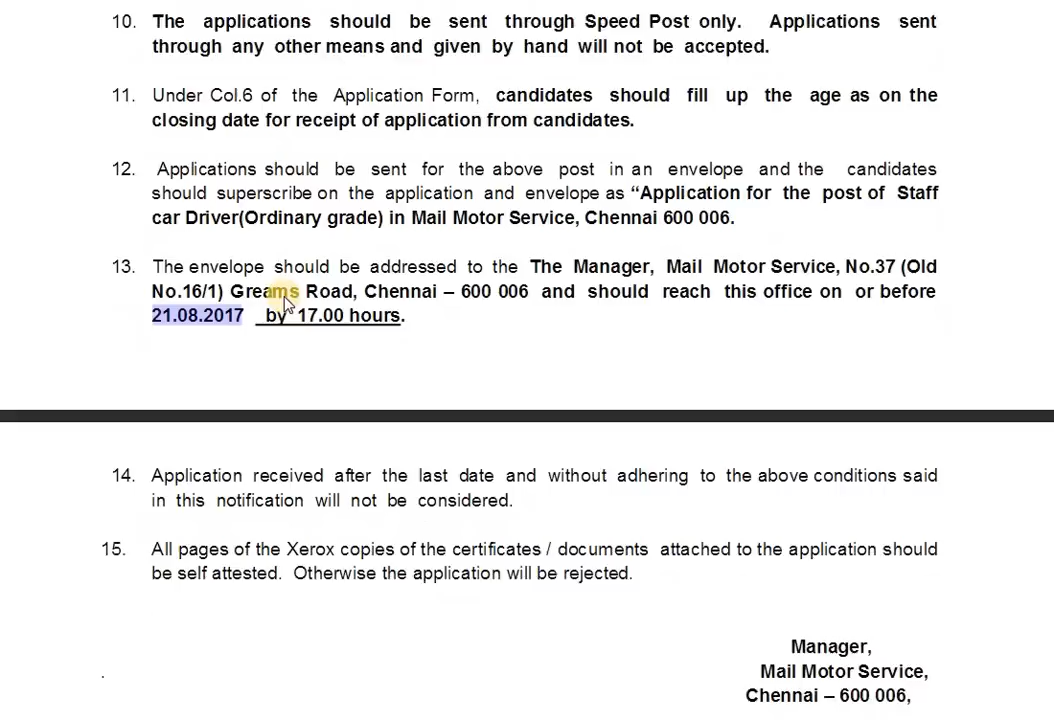 10. The applications should be sent through Speed Post only. Applications sent
through any other means and given by hand will not be accepted.
11. Under Col.6 of the Application Form, candidates should fill up the age as on the
closing date for receipt of application from candidates.
12. Applications should be sent for the above post in an envelope and the candidates
should superscribe on the application and envelope as “Application for the post of Staff
car Driver(Ordinary grade) in Mail Motor Service, Chennai 600 006.
13. The envelope should be addressed to the The Manager, Mail Motor Service, No.37 (Old
No.16/1) Greams Road, Chennai – 600 006 and should reach this office on or before
21.08.2017 by 17.00 hours.
14. Application received after the last date and without adhering to the above conditions said
in this notification will not be considered.
15. All pages of the Xerox copies of the certificates / documents attached to the application should
be self attested. Otherwise the application will be rejected.
Manager,
Mail Motor Service,
Chennai – 600 006,
.